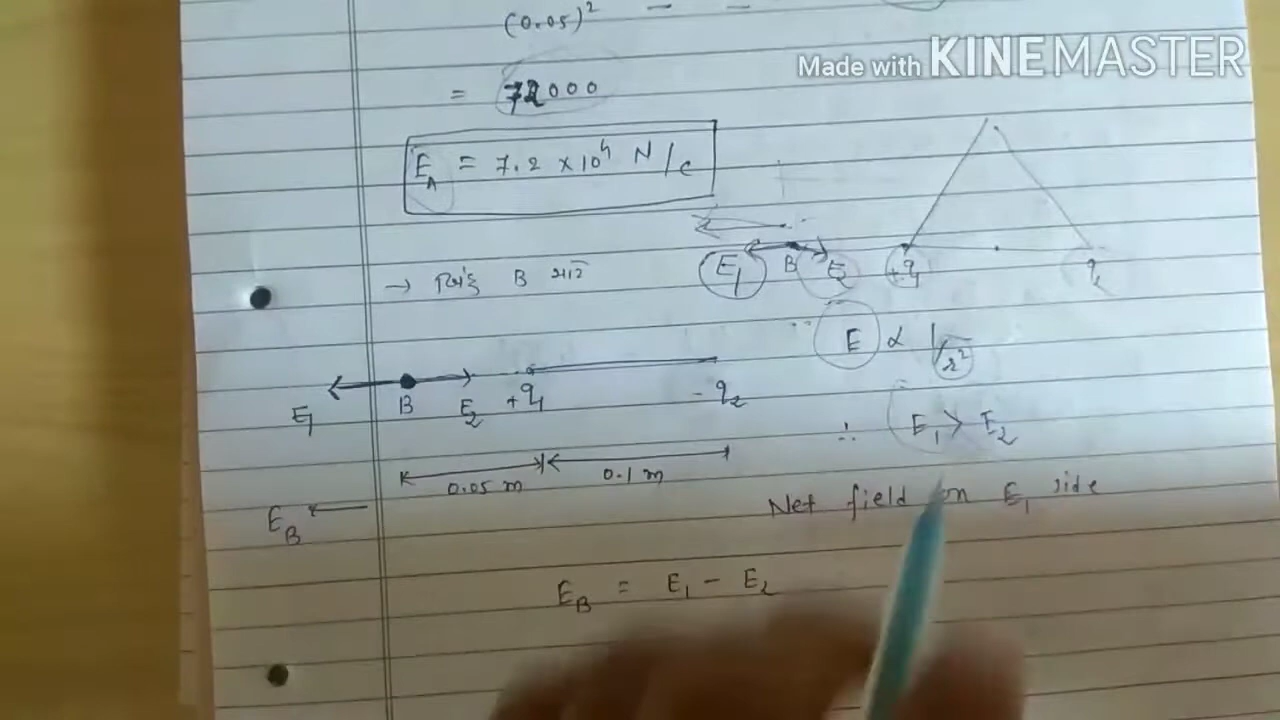 Made with KINEMASTER
(0.05)²
= 72000
E_A = 7.2 × 10⁴ N/C
→ બિંદુ B આગળ
E₁ B E₂ +q₁ q₂
E ∝ 1/r²
E₁ B E₂ +q₁ -q₂
∴ E₁ > E₂
0.05 m 0.1 m
Net field on E₁ side
E_B ←
E_B = E₁ - E₂